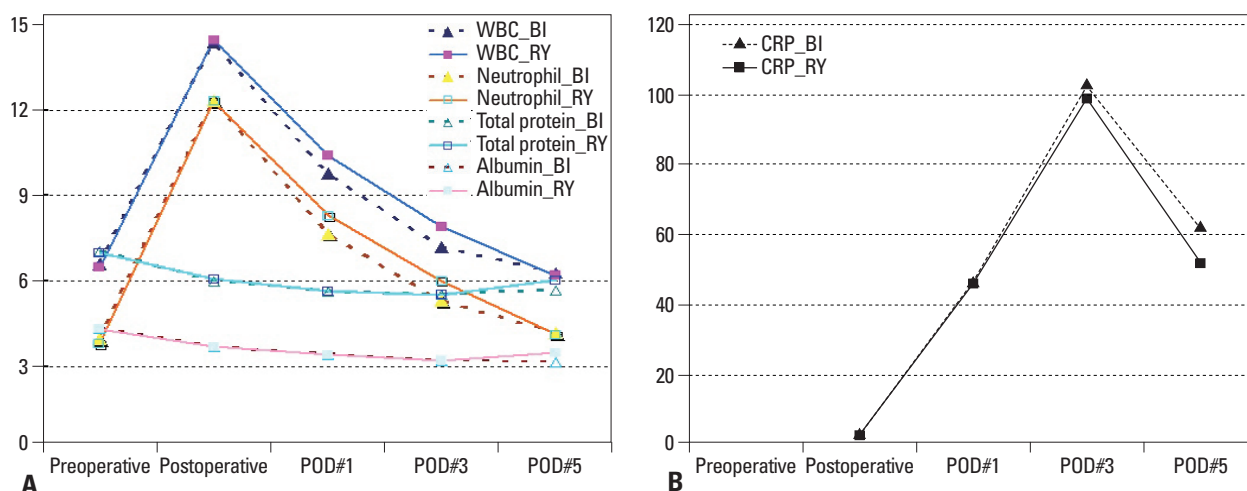 15
12
9
6
3
0
WBC_BI
WBC_RY
Neutrophil_BI
Neutrophil_RY
Total protein_BI
Total protein_RY
Albumin_BI
Albumin_RY
Preoperative Postoperative POD#1 POD#3 POD#5
A
120
100
80
60
40
20
0
CRP_BI
CRP_RY
Preoperative Postoperative POD#1 POD#3 POD#5
B